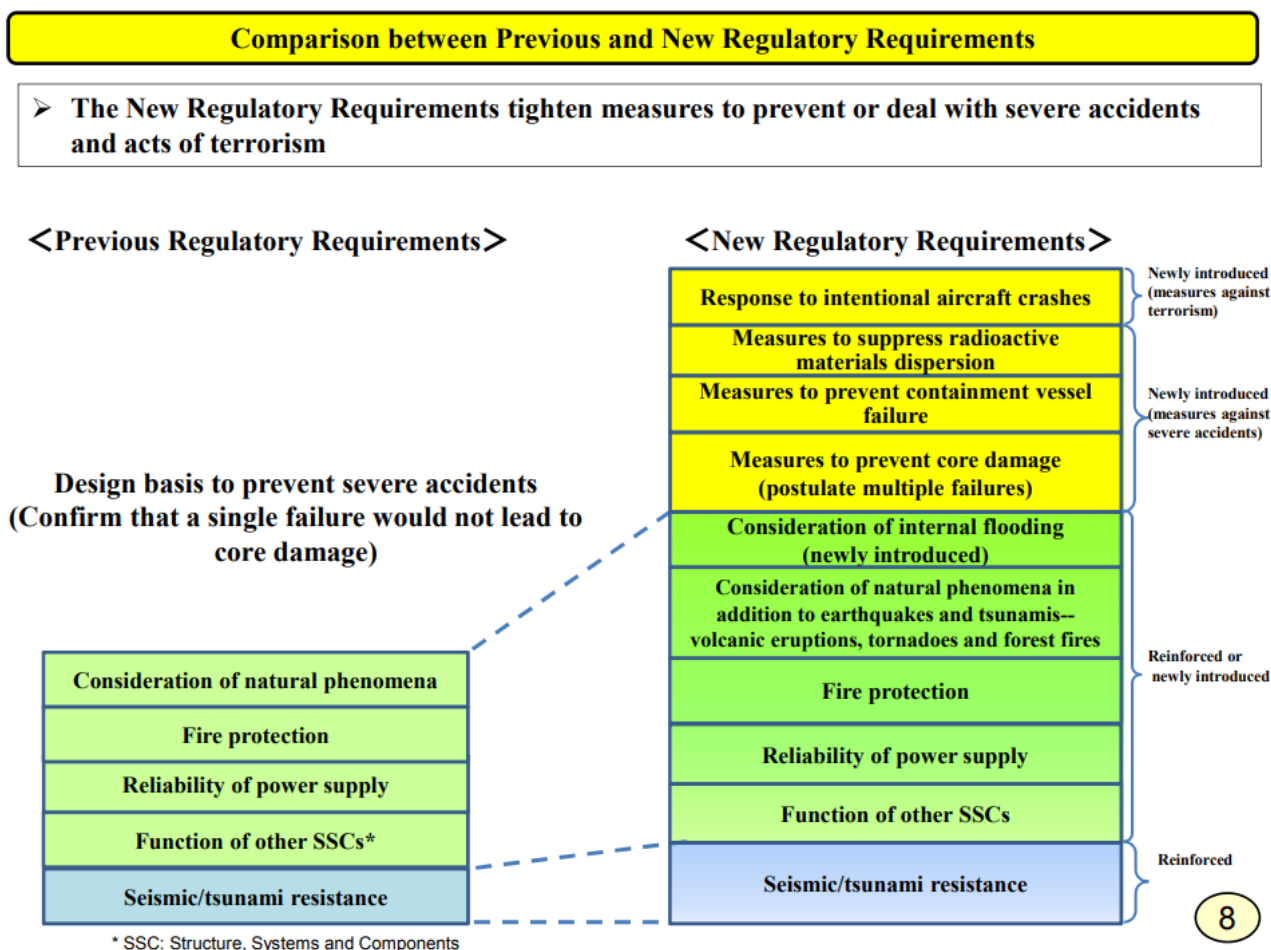 Comparison between Previous and New Regulatory Requirements
➢ The New Regulatory Requirements tighten measures to prevent or deal with severe accidents
and acts of terrorism
＜Previous Regulatory Requirements＞
Design basis to prevent severe accidents
(Confirm that a single failure would not lead to
core damage)
Consideration of natural phenomena
Fire protection
Reliability of power supply
Function of other SSCs*
Seismic/tsunami resistance
* SSC: Structure, Systems and Components
＜New Regulatory Requirements＞
Response to intentional aircraft crashes
Measures to suppress radioactive
materials dispersion
Measures to prevent containment vessel
failure
Measures to prevent core damage
(postulate multiple failures)
Consideration of internal flooding
(newly introduced)
Consideration of natural phenomena in
addition to earthquakes and tsunamis--
volcanic eruptions, tornadoes and forest fires
Fire protection
Reliability of power supply
Function of other SSCs
Seismic/tsunami resistance
Newly introduced
(measures against
terrorism)
Newly introduced
(measures against
severe accidents)
Reinforced or
newly introduced
Reinforced
8